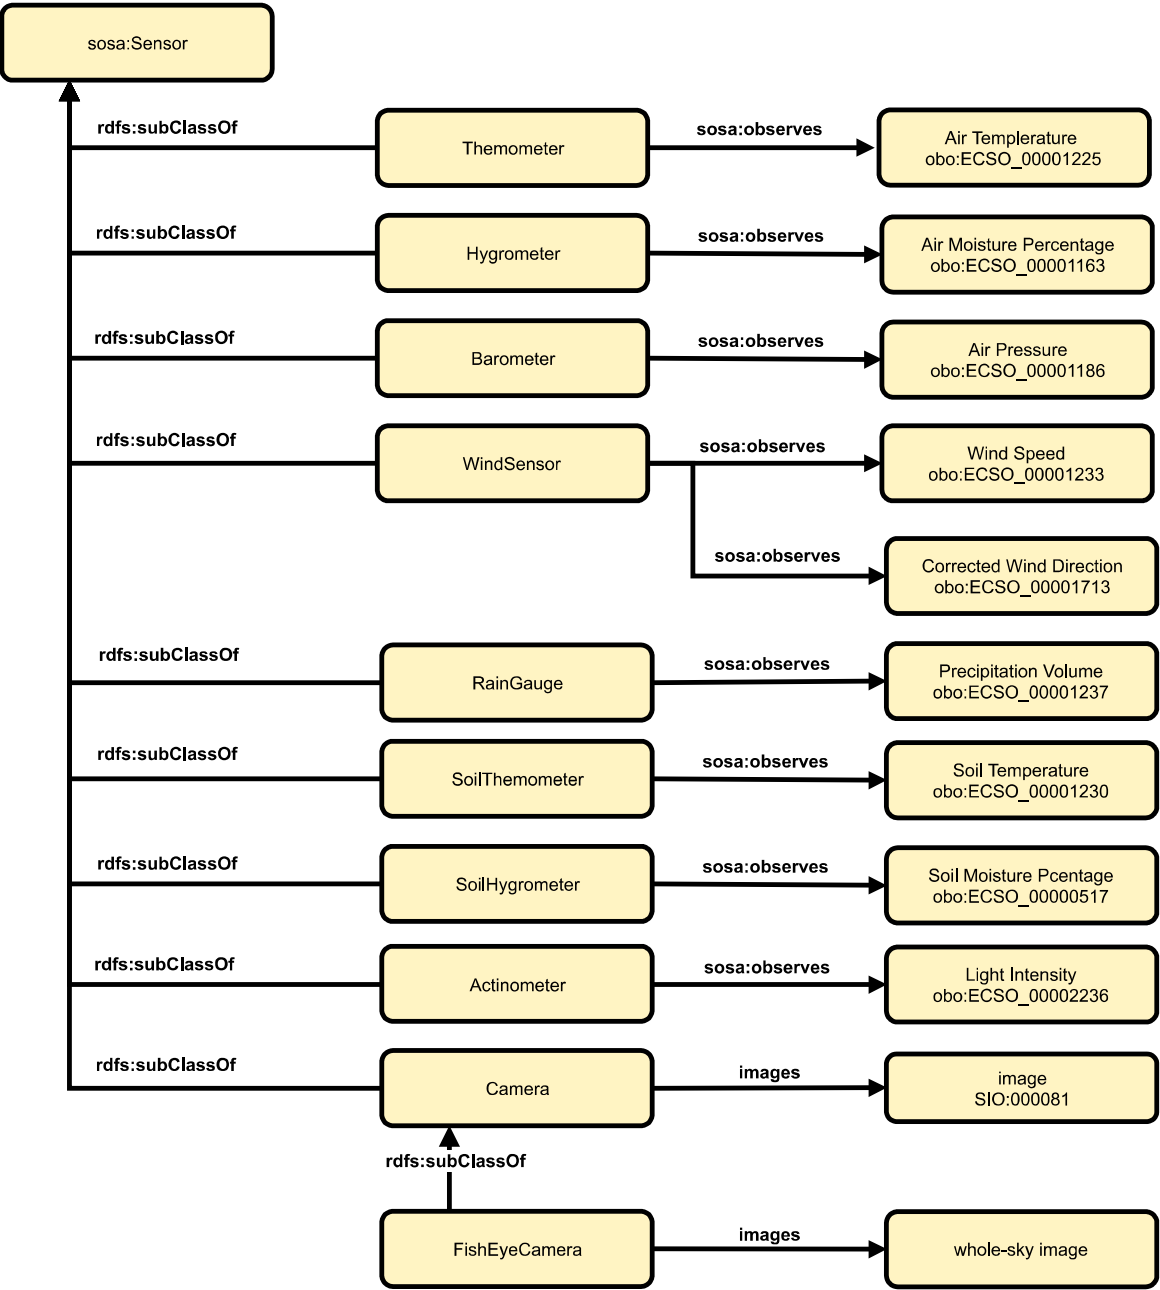 sosa:Sensor
rdfs:subClassOf
Themometer
sosa:observes
Air Templerature
obo:ECSO_00001225
rdfs:subClassOf
Hygrometer
sosa:observes
Air Moisture Percentage
obo:ECSO_00001163
rdfs:subClassOf
Barometer
sosa:observes
Air Pressure
obo:ECSO_00001186
rdfs:subClassOf
WindSensor
sosa:observes
Wind Speed
obo:ECSO_00001233
sosa:observes
Corrected Wind Direction
obo:ECSO_00001713
rdfs:subClassOf
RainGauge
sosa:observes
Precipitation Volume
obo:ECSO_00001237
rdfs:subClassOf
SoilThemometer
sosa:observes
Soil Temperature
obo:ECSO_00001230
rdfs:subClassOf
SoilHygrometer
sosa:observes
Soil Moisture Pcentage
obo:ECSO_00000517
rdfs:subClassOf
Actinometer
sosa:observes
Light Intensity
obo:ECSO_00002236
rdfs:subClassOf
Camera
images
image
SIO:000081
rdfs:subClassOf
FishEyeCamera
images
whole-sky image